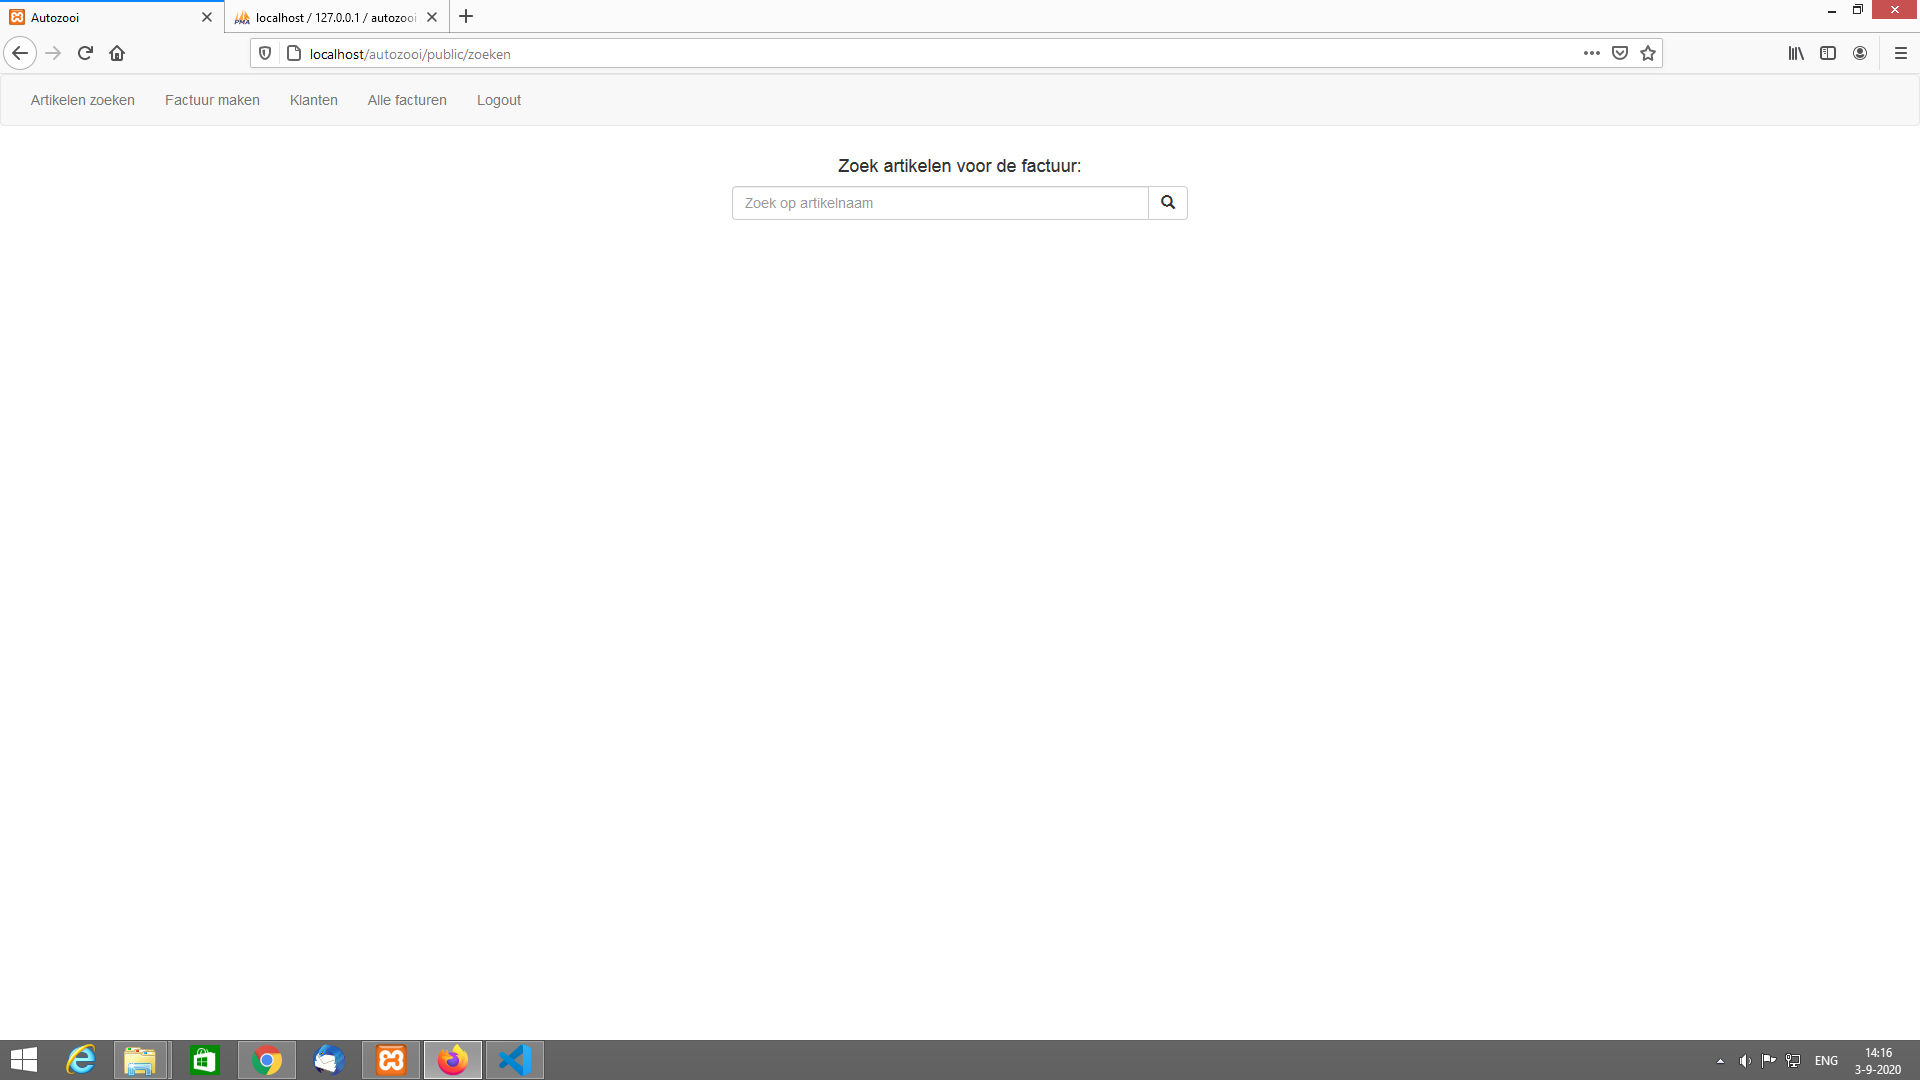 Autozooi
localhost / 127.0.0.1 / autozooi
localhost/autozooi/public/zoeken
Artikelen zoeken Factuur maken Klanten Alle facturen Logout
Zoek artikelen voor de factuur:
Zoek op artikelnaam
ENG
14:16
3-9-2020